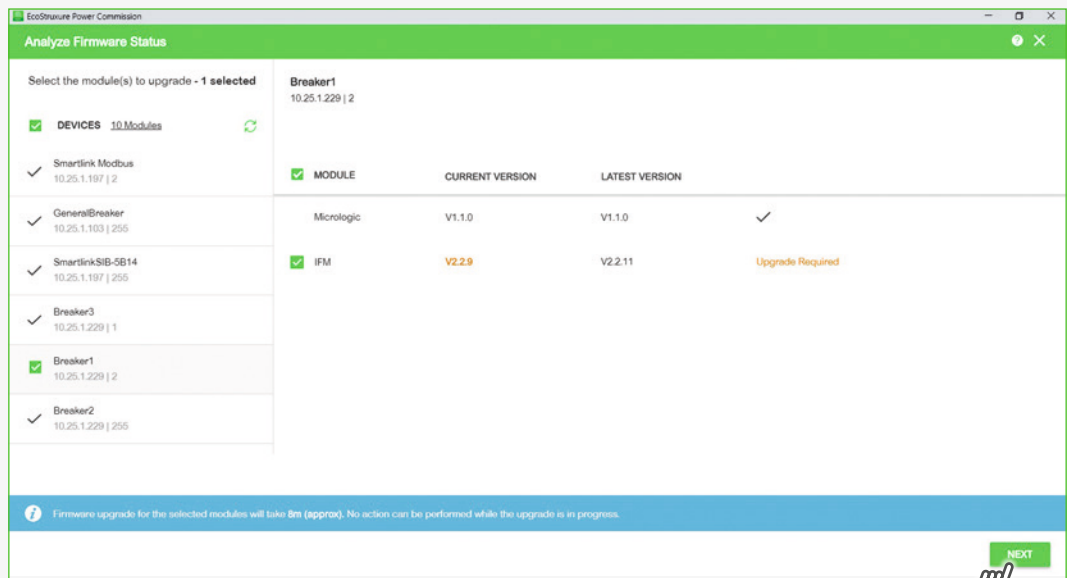 EcoStruxure Power Commission
Analyze Firmware Status
Select the module(s) to upgrade - 1 selected
DEVICES 10 Modules
Smartlink Modbus
10.25.1.197 | 2
GeneralBreaker
10.25.1.103 | 255
SmartlinkSIB-5B14
10.25.1.197 | 255
Breaker3
10.25.1.229 | 1
Breaker1
10.25.1.229 | 2
Breaker2
10.25.1.229 | 255
Breaker1
10.25.1.229 | 2
MODULE CURRENT VERSION LATEST VERSION
Micrologic V1.1.0 V1.1.0
IFM V2.2.9 V2.2.11 Upgrade Required
Firmware upgrade for the selected modules will take 8m (approx). No action can be performed while the upgrade is in progress.
NEXT